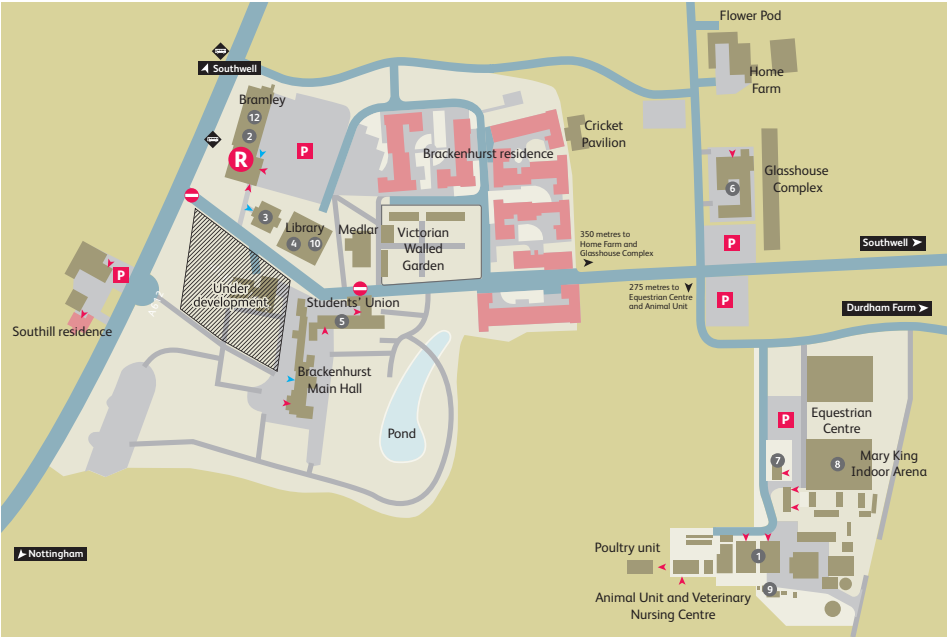 Flower Pod
Southwell
Home
Farm
Bramley
12
2
R
P
Cricket
Pavilion
Brackenhurst residence
Glasshouse
Complex
6
3
Library
4 10
Medlar
Victorian
Walled
Garden
350 metres to
Home Farm and
Glasshouse Complex
P
Southwell
P
Under
development
275 metres to
Equestrian Centre
and Animal Unit
P
Students' Union
5
Durdham Farm
Southill residence
Brackenhurst
Main Hall
P
Equestrian
Centre
Pond
7
8
Mary King
Indoor Arena
Nottingham
Poultry unit
1
9
Animal Unit and Veterinary
Nursing Centre